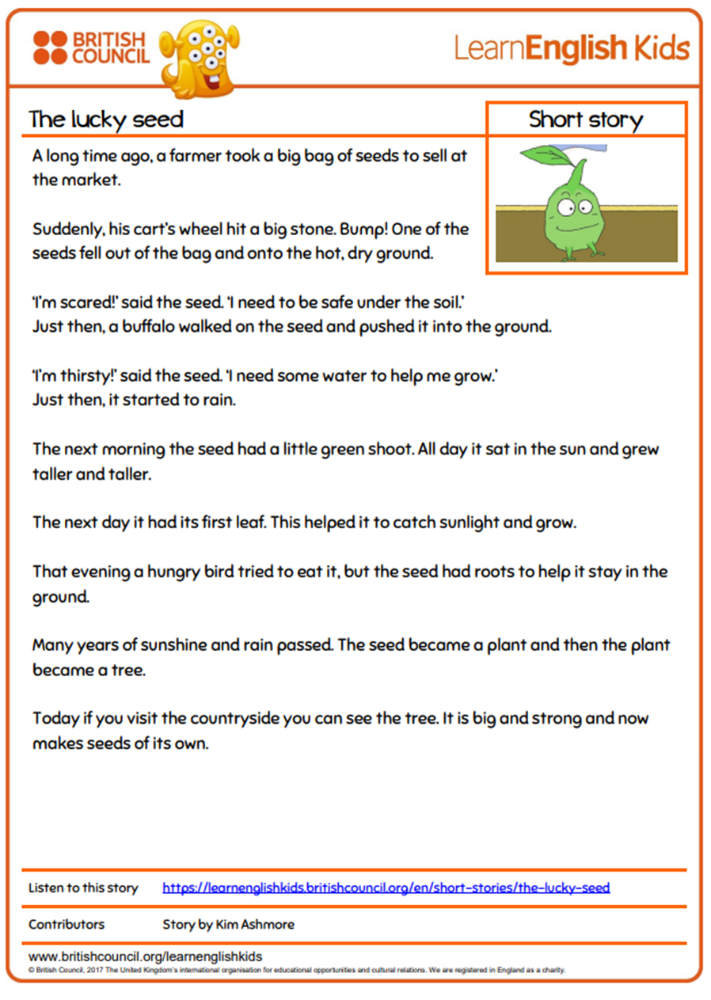 BRITISH
COUNCIL
LearnEnglish Kids
The lucky seed
Short story
A long time ago, a farmer took a big bag of seeds to sell at
the market.
Suddenly, his cart’s wheel hit a big stone. Bump! One of the
seeds fell out of the bag and onto the hot, dry ground.
‘I’m scared!’ said the seed. ‘I need to be safe under the soil.’
Just then, a buffalo walked on the seed and pushed it into the ground.
‘I’m thirsty!’ said the seed. ‘I need some water to help me grow.’
Just then, it started to rain.
The next morning the seed had a little green shoot. All day it sat in the sun and grew
taller and taller.
The next day it had its first leaf. This helped it to catch sunlight and grow.
That evening a hungry bird tried to eat it, but the seed had roots to help it stay in the
ground.
Many years of sunshine and rain passed. The seed became a plant and then the plant
became a tree.
Today if you visit the countryside you can see the tree. It is big and strong and now
makes seeds of its own.
Listen to this story https://learnenglishkids.britishcouncil.org/en/short-stories/the-lucky-seed
Contributors Story by Kim Ashmore
www.britishcouncil.org/learnenglishkids
© British Council, 2017 The United Kingdom’s international organisation for educational opportunities and cultural relations. We are registered in England as a charity.